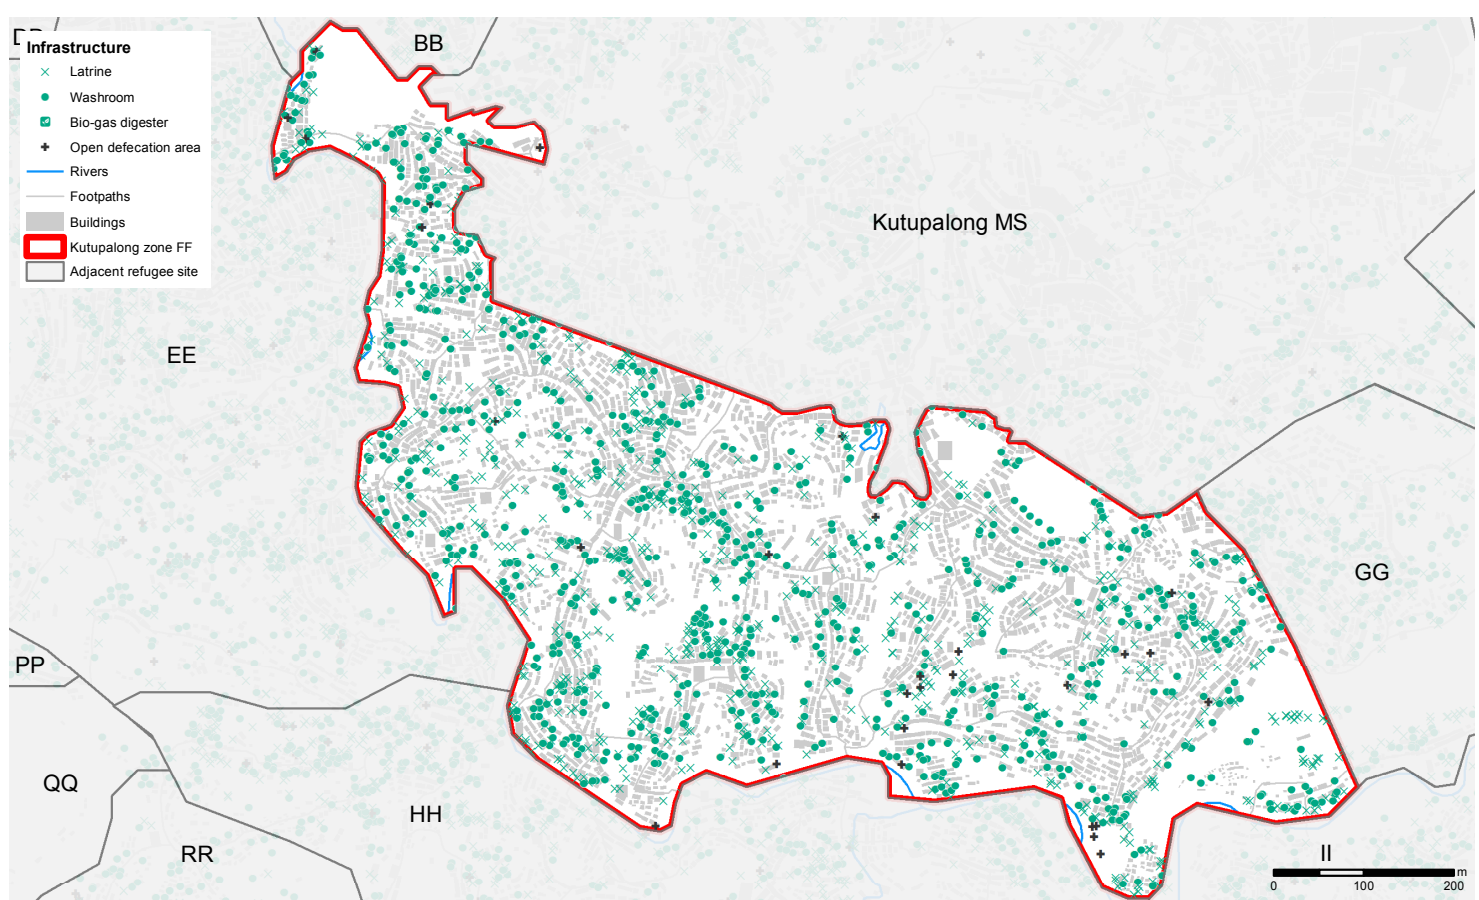 BB
Infrastructure
Latrine
Washroom
Bio-gas digester
Open defecation area
Rivers
Footpaths
Buildings
Kutupalong zone FF
Adjacent refugee site
Kutupalong MS
EE
GG
PP
QQ
HH
RR
II
m
0 100 200